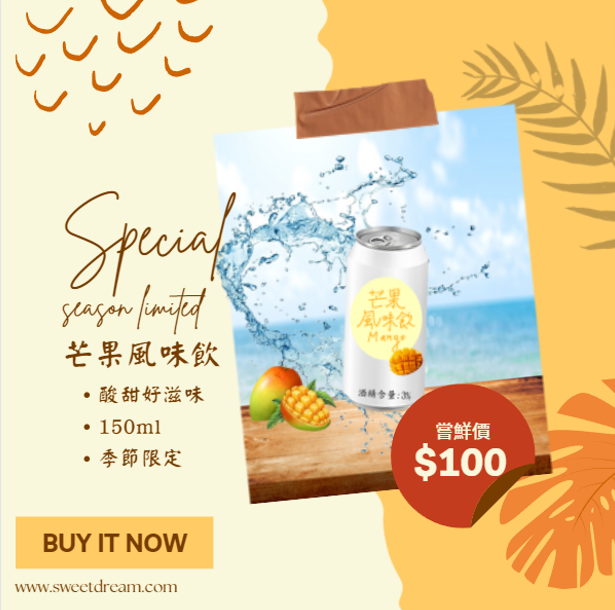 Special
season limited
芒果風味飲
• 酸甜好滋味
• 150ml
• 季節限定
芒果
風味飲
Mango
酒精含量:3%
嘗鮮價
$100
BUY IT NOW
www.sweetdream.com